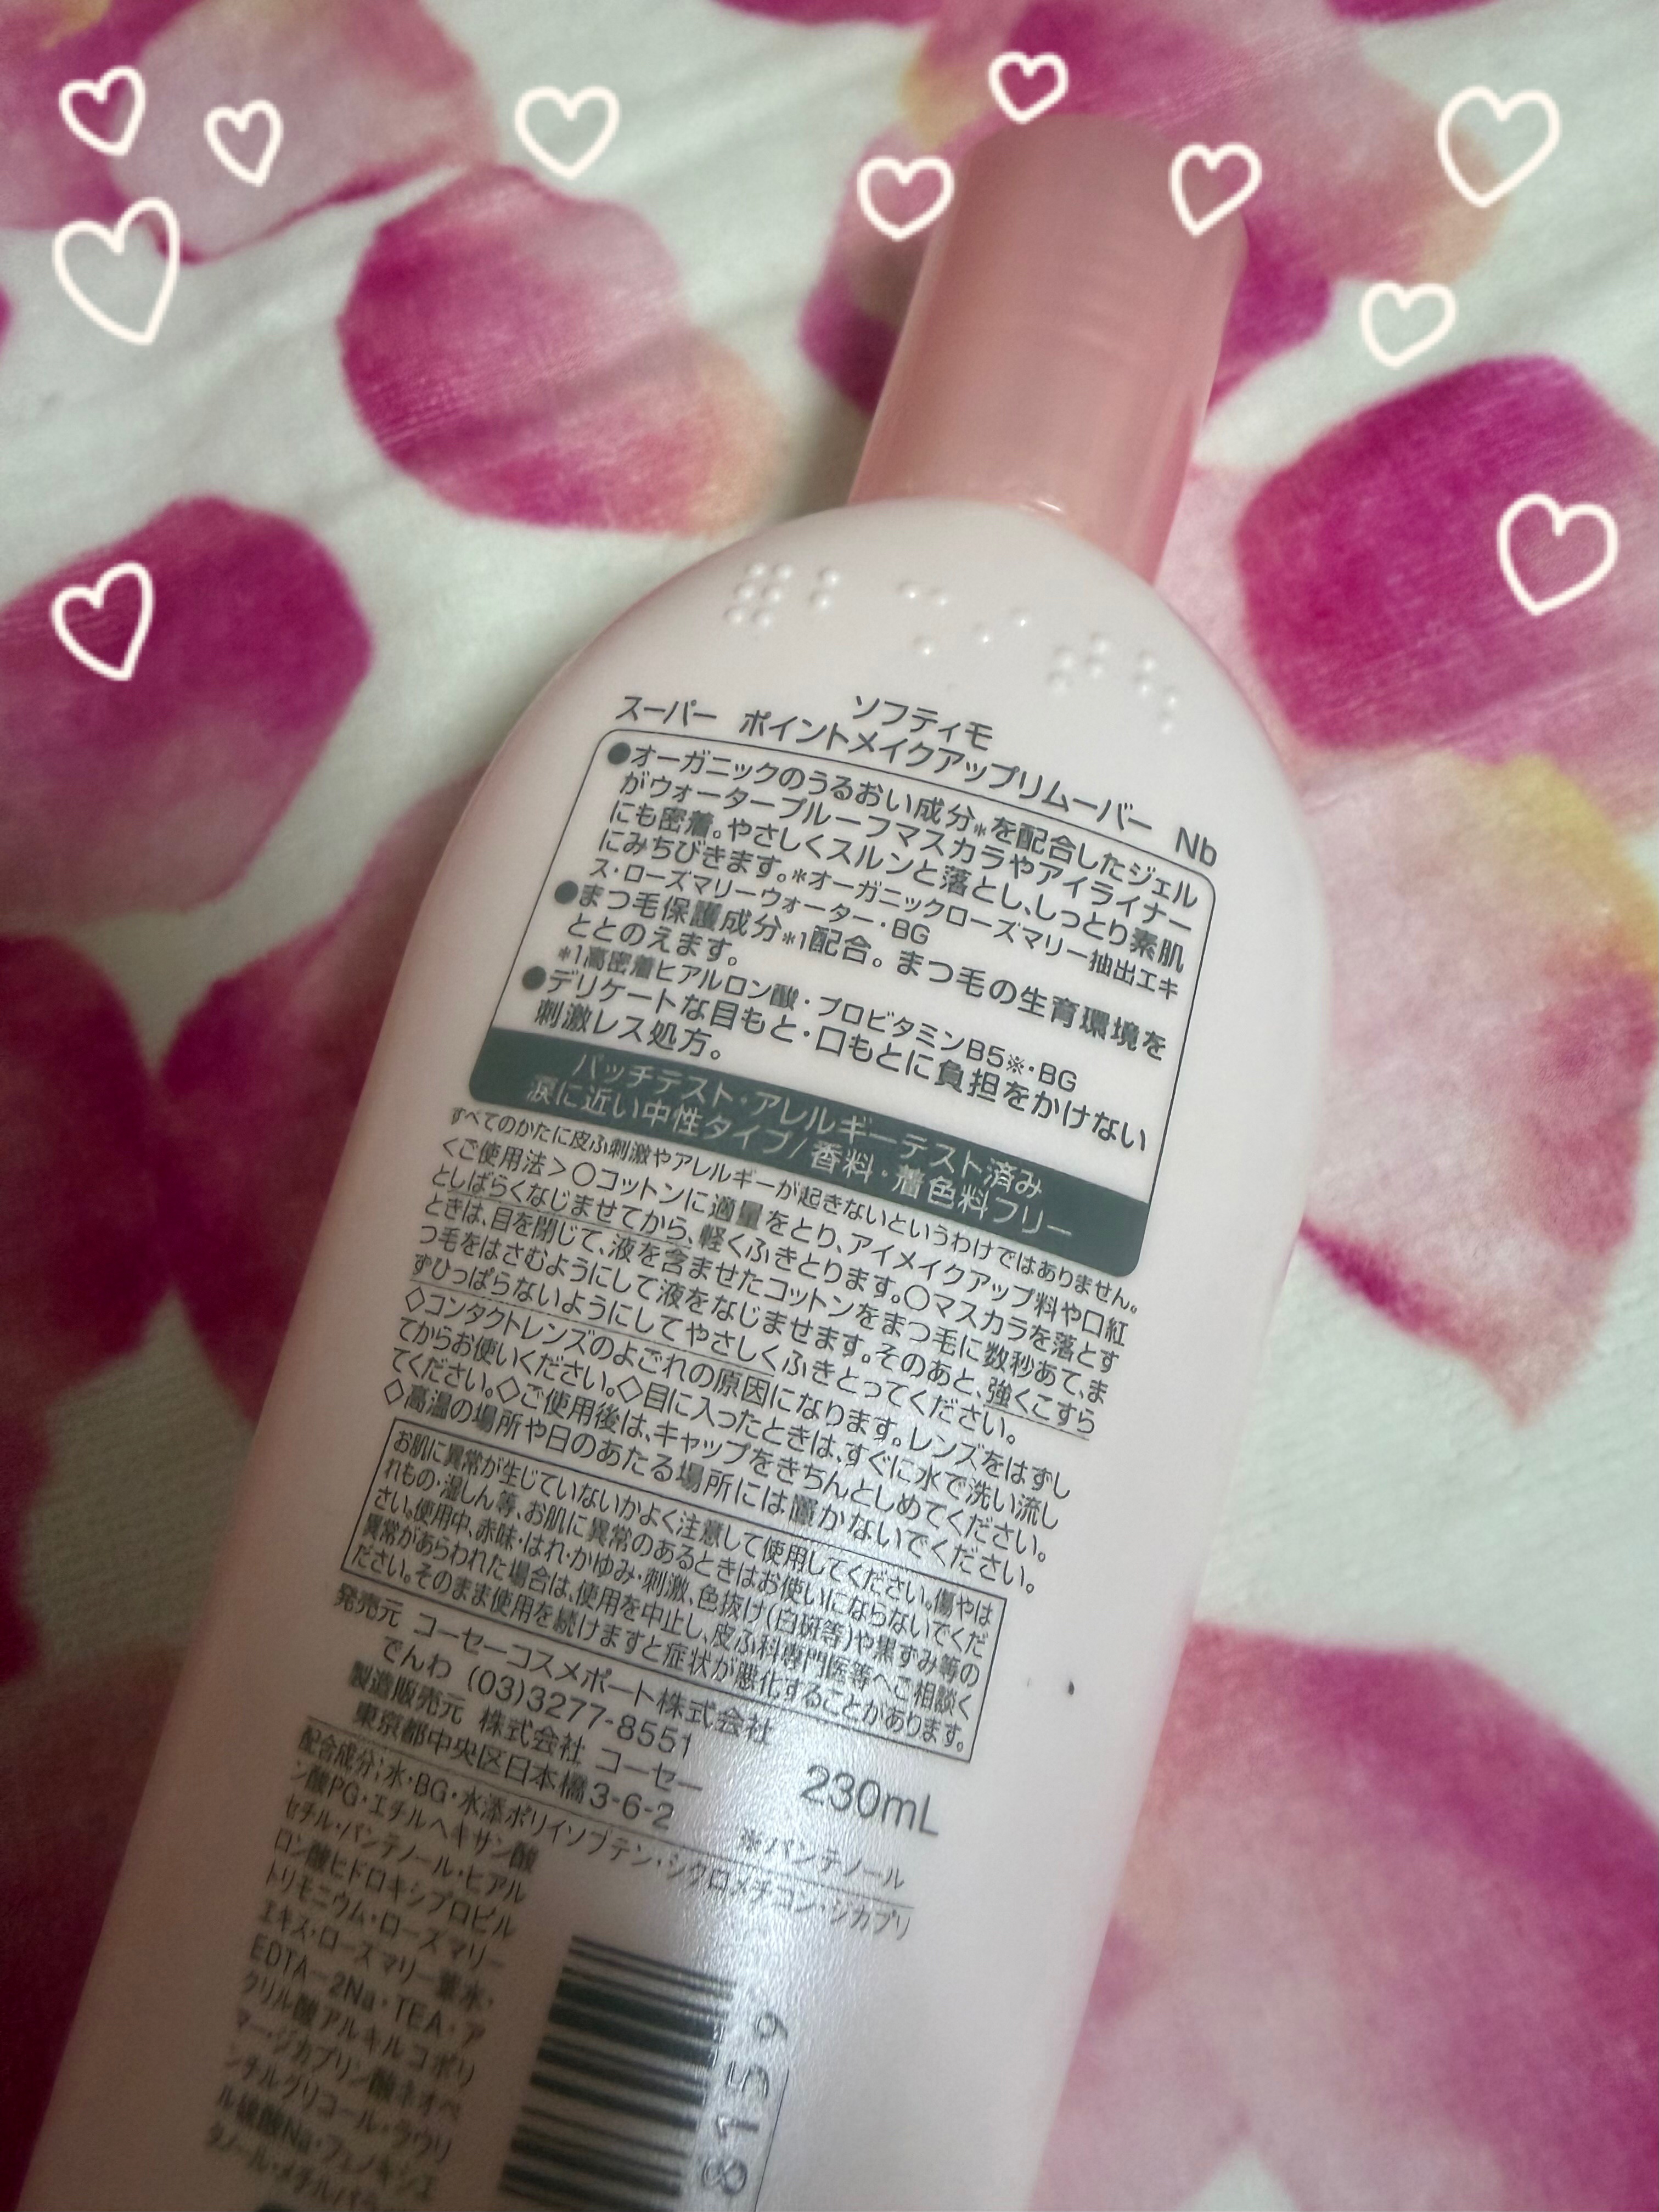 ソフティモ
スーパー ポイントメイクアップリムーバー Nb
●オーガニックのうるおい成分*を配合したジェル
がウォータープルーフマスカラやアイライナー
にも密着。やさしくスルンと落とし、しっとり素肌
にみちびきます。*オーガニックローズマリー抽出エキ
ス・ローズマリーウォーター・BG
●まつ毛保護成分*1配合。まつ毛の生育環境を
ととのえます。
*1高密着ヒアルロン酸・プロビタミンB5※・BG
●デリケートな目もと・口もとに負担をかけない
刺激レス処方。
パッチテスト・アレルギーテスト済み
涙に近い中性タイプ/香料・着色料フリー
すべてのかたに皮ふ刺激やアレルギーが起きないというわけではありません。
<ご使用法>○コットンに適量をとり、アイメイクアップ料や口紅
としばらくなじませてから、軽くふきとります。○マスカラを落とす
ときは、目を閉じて、液を含ませたコットンをまつ毛に数秒あて、ま
つ毛をはさむようにして液をなじませます。そのあと、強くこすら
ずひっぱらないようにしてやさしくふきとってください。
◇コンタクトレンズのよごれの原因になります。レンズをはずし
てからお使いください。◇目に入ったときは、すぐに水で洗い流し
てください。◇ご使用後は、キャップをきちんとしめてください。
◇高温の場所や日のあたる場所には置かないでください。
お肌に異常が生じていないかよく注意して使用してください。傷やは
れもの・湿しん等、お肌に異常のあるときはお使いにならないでくだ
さい。使用中、赤味・はれ・かゆみ・刺激、色抜け(白斑等)や黒ずみ等の
異常があらわれた場合は、使用を中止し、皮ふ科専門医等へご相談く
ださい。そのまま使用を続けますと症状が悪化することがあります。
発売元 コーセーコスメポート株式会社
でんわ (03)3277-8551
製造販売元 株式会社 コーセー
東京都中央区日本橋3-6-2
230mL
※パンテノール
配合成分:水・BG・水添ポリイソブテン・シクロメチコン・ジカプリ
ン酸PG・エチルヘキサン酸
セチル・パンテノール・ヒアル
ロン酸ヒドロキシプロピル
トリモニウム・ローズマリー
エキス・ローズマリー葉水・
EDTA-2Na・TEA・ア
クリル酸アルキルコポリ
マー・ジカプリン酸ネオペ
ンチルグリコール・ラウリ
ル硫酸Na・フェノキシエ
タノール・メチルパラ